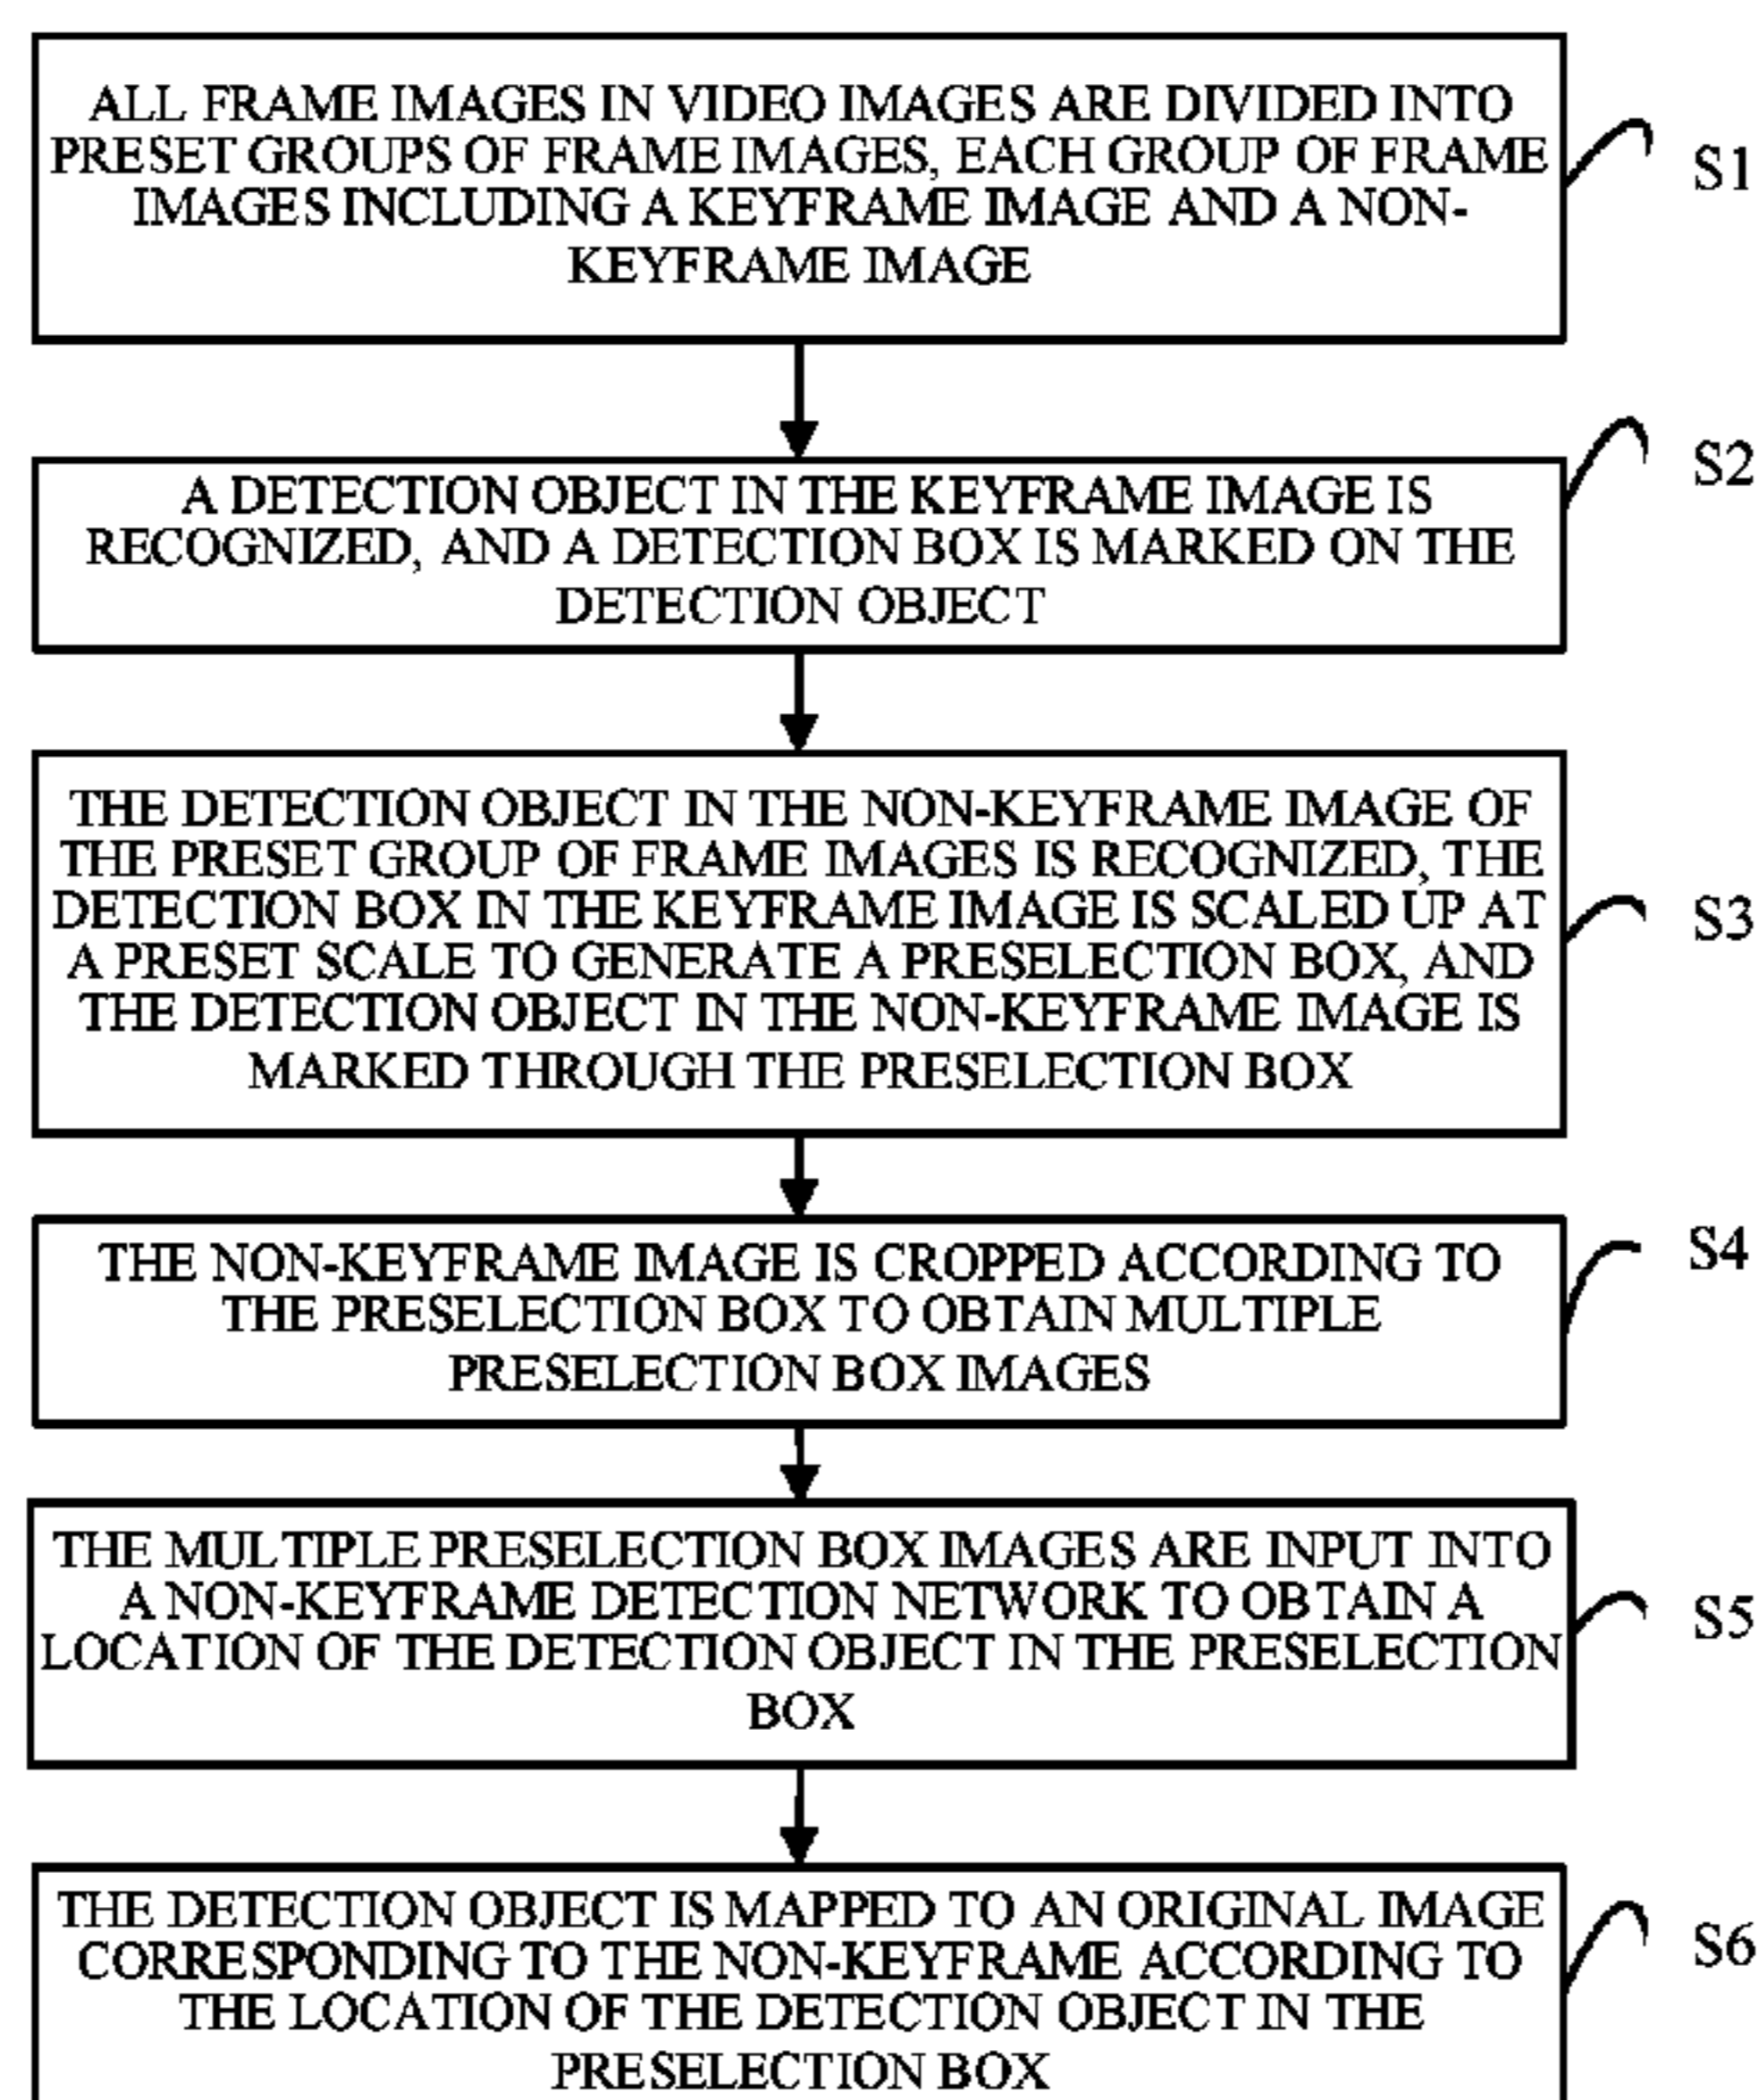 ALL FRAME IMAGES IN VIDEO IMAGES ARE DIVIDED INTO
PRESET GROUPS OF FRAME IMAGES, EACH GROUP OF FRAME
IMAGES INCLUDING A KEYFRAME IMAGE AND A NON-
KEYFRAME IMAGE
S1
A DETECTION OBJECT IN THE KEYFRAME IMAGE IS
RECOGNIZED, AND A DETECTION BOX IS MARKED ON THE
DETECTION OBJECT
S2
THE DETECTION OBJECT IN THE NON-KEYFRAME IMAGE OF
THE PRESET GROUP OF FRAME IMAGES IS RECOGNIZED, THE
DETECTION BOX IN THE KEYFRAME IMAGE IS SCALED UP AT
A PRESET SCALE TO GENERATE A PRESELECTION BOX, AND
THE DETECTION OBJECT IN THE NON-KEYFRAME IMAGE IS
MARKED THROUGH THE PRESELECTION BOX
S3
THE NON-KEYFRAME IMAGE IS CROPPED ACCORDING TO
THE PRESELECTION BOX TO OBTAIN MULTIPLE
PRESELECTION BOX IMAGES
S4
THE MULTIPLE PRESELECTION BOX IMAGES ARE INPUT INTO
A NON-KEYFRAME DETECTION NETWORK TO OBTAIN A
LOCATION OF THE DETECTION OBJECT IN THE PRESELECTION
BOX
S5
THE DETECTION OBJECT IS MAPPED TO AN ORIGINAL IMAGE
CORRESPONDING TO THE NON-KEYFRAME ACCORDING TO
THE LOCATION OF THE DETECTION OBJECT IN THE
PRESELECTION BOX
S6